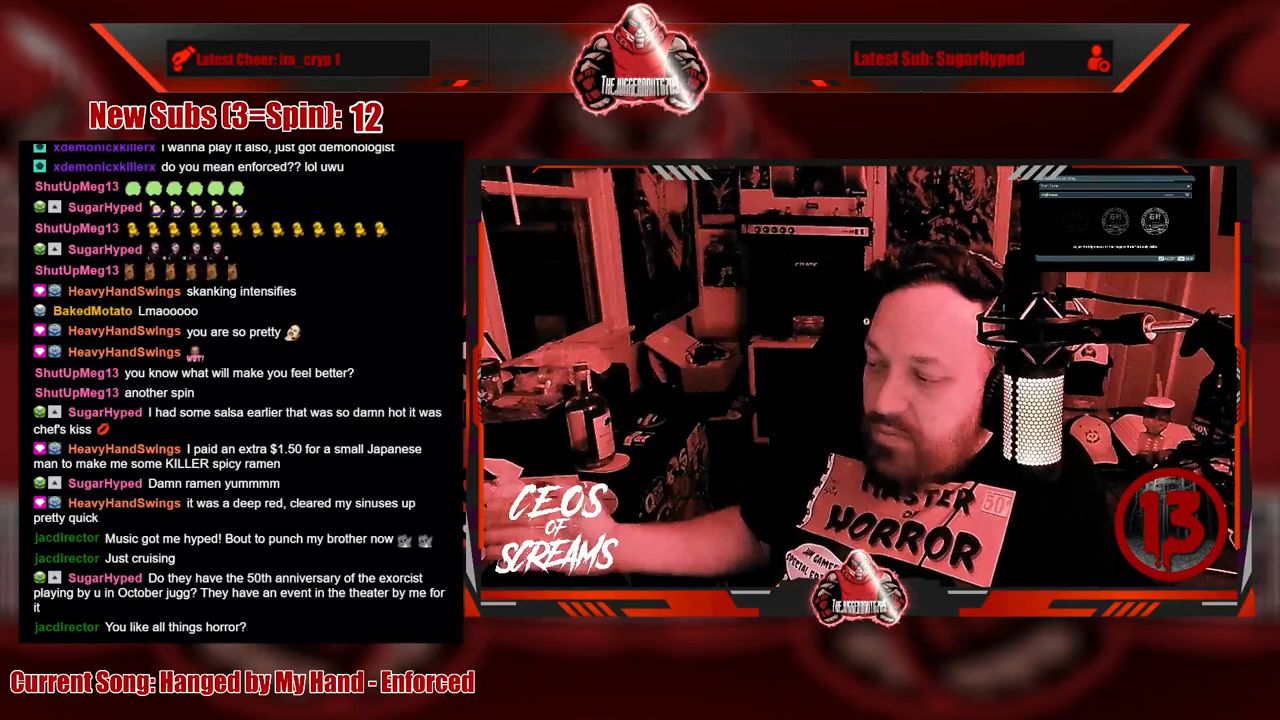 Latest Cheer: im_cryp 1
THEJUGGERNAUT6709
Latest Sub: SugarHyped
New Subs (3=Spin): 12
xdemonicxkillerx I wanna play it also, just got demonologist
xdemonicxkillerx do you mean enforced?? lol uwu
ShutUpMeg13
SugarHyped
ShutUpMeg13
SugarHyped
ShutUpMeg13
HeavyHandSwings skanking intensifies
BakedMotato Lmaooooo
HeavyHandSwings you are so pretty
HeavyHandSwings
ShutUpMeg13 you know what will make you feel better?
ShutUpMeg13 another spin
SugarHyped I had some salsa earlier that was so damn hot it was
chef's kiss
HeavyHandSwings I paid an extra $1.50 for a small Japanese
man to make me some KILLER spicy ramen
SugarHyped Damn ramen yummmm
HeavyHandSwings it was a deep red, cleared my sinuses up
pretty quick
jacdirector Music got me hyped! Bout to punch my brother now
jacdirector Just cruising
SugarHyped Do they have the 50th anniversary of the exorcist
playing by u in October jugg? They have an event in the theater by me for
it
jacdirector You like all things horror?
CEOS
OF
SCREAMS
MASTER
OF
HORROR
50¢
13
Current Song: Hanged by My Hand - Enforced